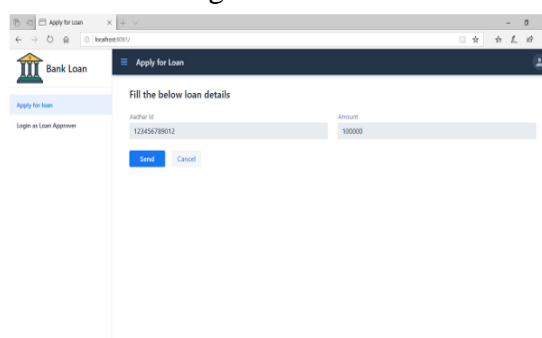 Apply for Loan
localhost:8081/
Bank Loan
Apply for Loan
Apply for loan
Login as Loan Approver
Fill the below loan details
Aadhar Id
Amount
123456789012
100000
Send
Cancel